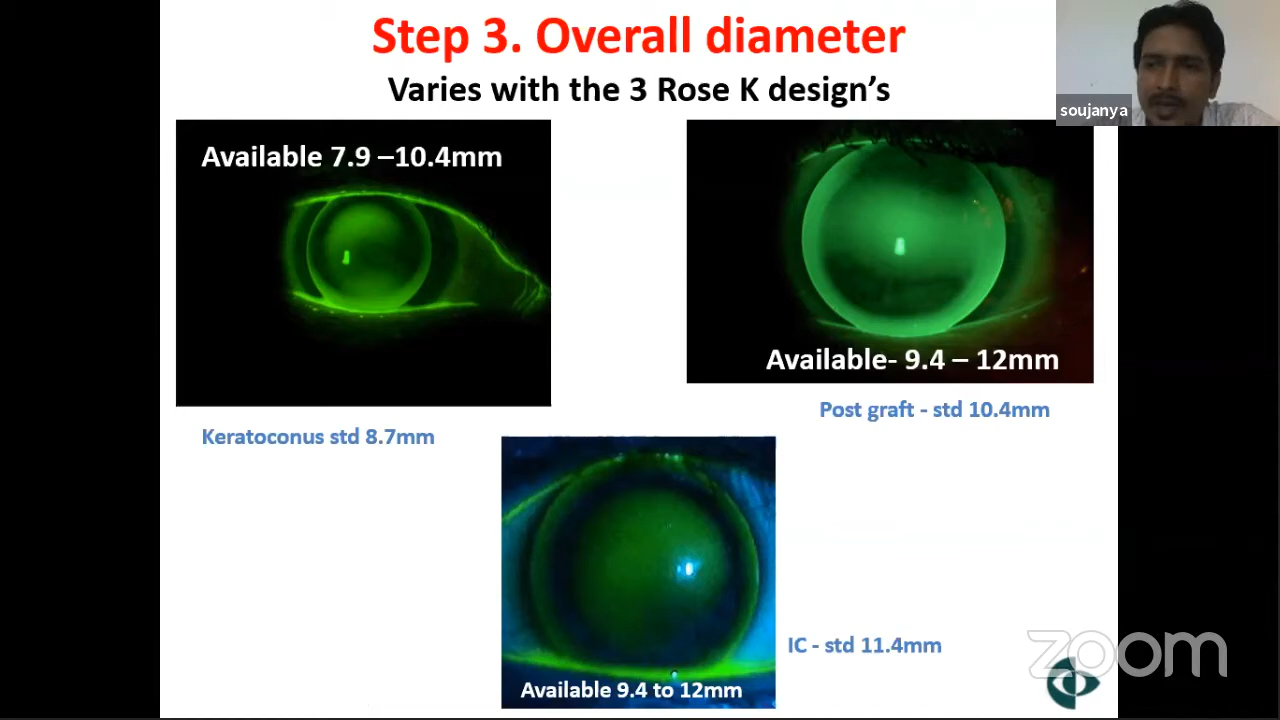 Step 3. Overall diameter
Varies with the 3 Rose K design's
soujanya
Available 7.9 –10.4mm
Available- 9.4 – 12mm
Post graft - std 10.4mm
Keratoconus std 8.7mm
IC - std 11.4mm
Available 9.4 to 12mm
zoom